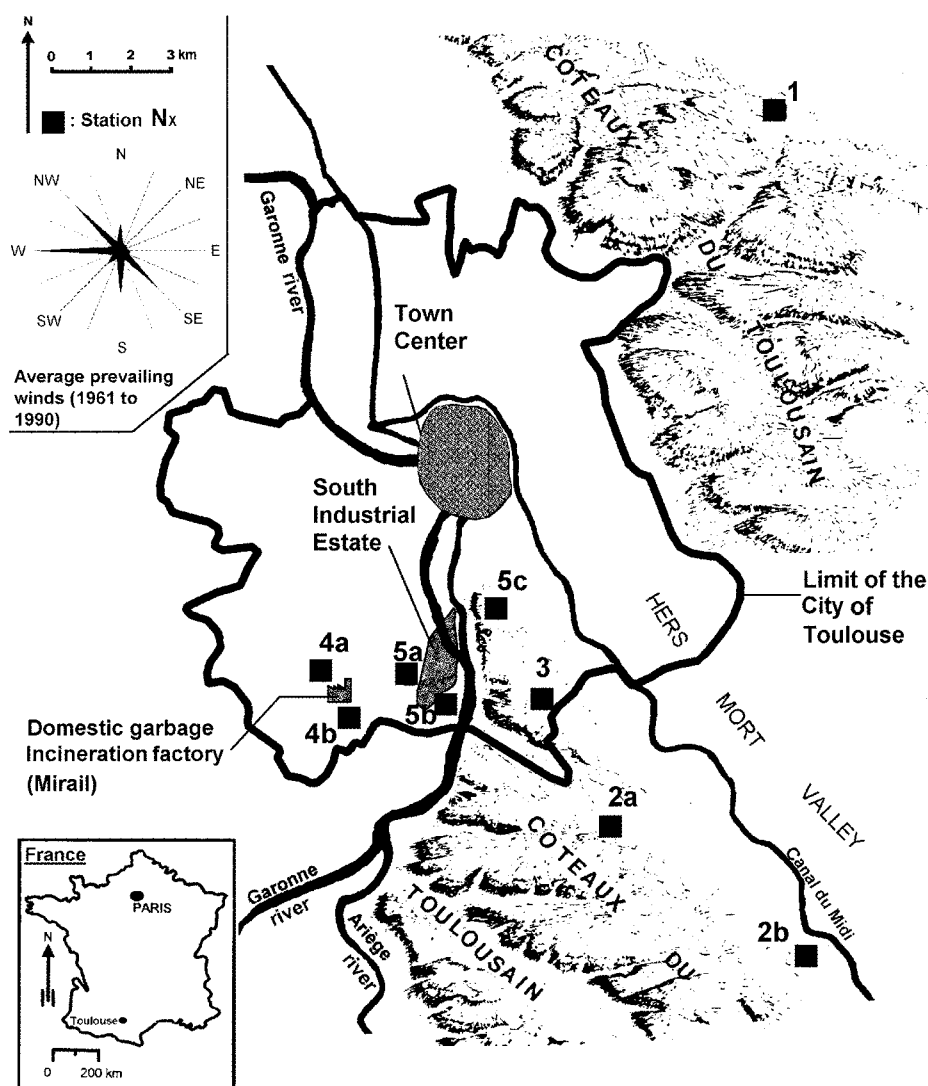 N
0 1 2 3 km
: Station Nx
N
NW
NE
W
E
SW
SE
S
Average prevailing
winds (1961 to
1990)
COTEAUX
DU
TOULOUSAIN
1
Garonne river
Town
Center
South
Industrial
Estate
5c
HERS
Limit of the
City of
Toulouse
4a
5a
3
5b
4b
MORT
Domestic garbage
Incineration factory
(Mirail)
2a
VALLEY
COTEAUX
DU
TOULOUSAIN
Canal du Midi
2b
Garonne
river
Ariège
river
France
PARIS
N
Toulouse
0 200 km